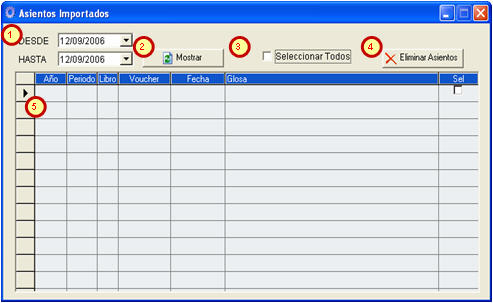 Asientos Importados
1 DESDE 12/09/2006
HASTA 12/09/2006 2 Mostrar 3 Seleccionar Todos 4 Eliminar Asientos
Año Periodo Libro Voucher Fecha Glosa Sel
5